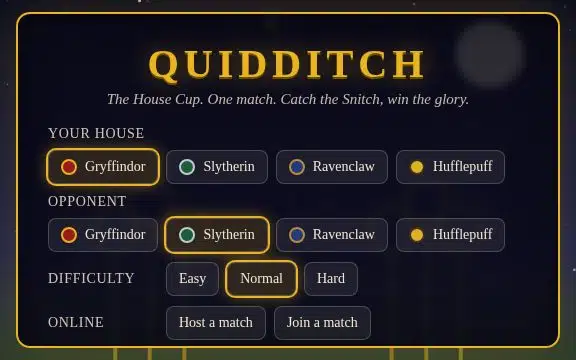 QUIDDITCH
The House Cup. One match. Catch the Snitch, win the glory.
YOUR HOUSE
Gryffindor Slytherin Ravenclaw Hufflepuff
OPPONENT
Gryffindor Slytherin Ravenclaw Hufflepuff
DIFFICULTY Easy Normal Hard
ONLINE Host a match Join a match